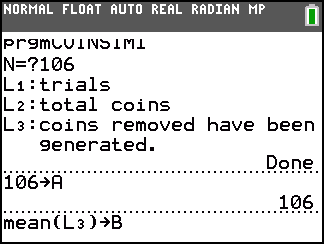 NORMAL FLOAT AUTO REAL RADIAN MP
prgmCOINSIM1
N=?106
L₁:trials
L₂:total coins
L₃:coins removed have been
generated.
Done
106→A
106
mean(L₃)→B